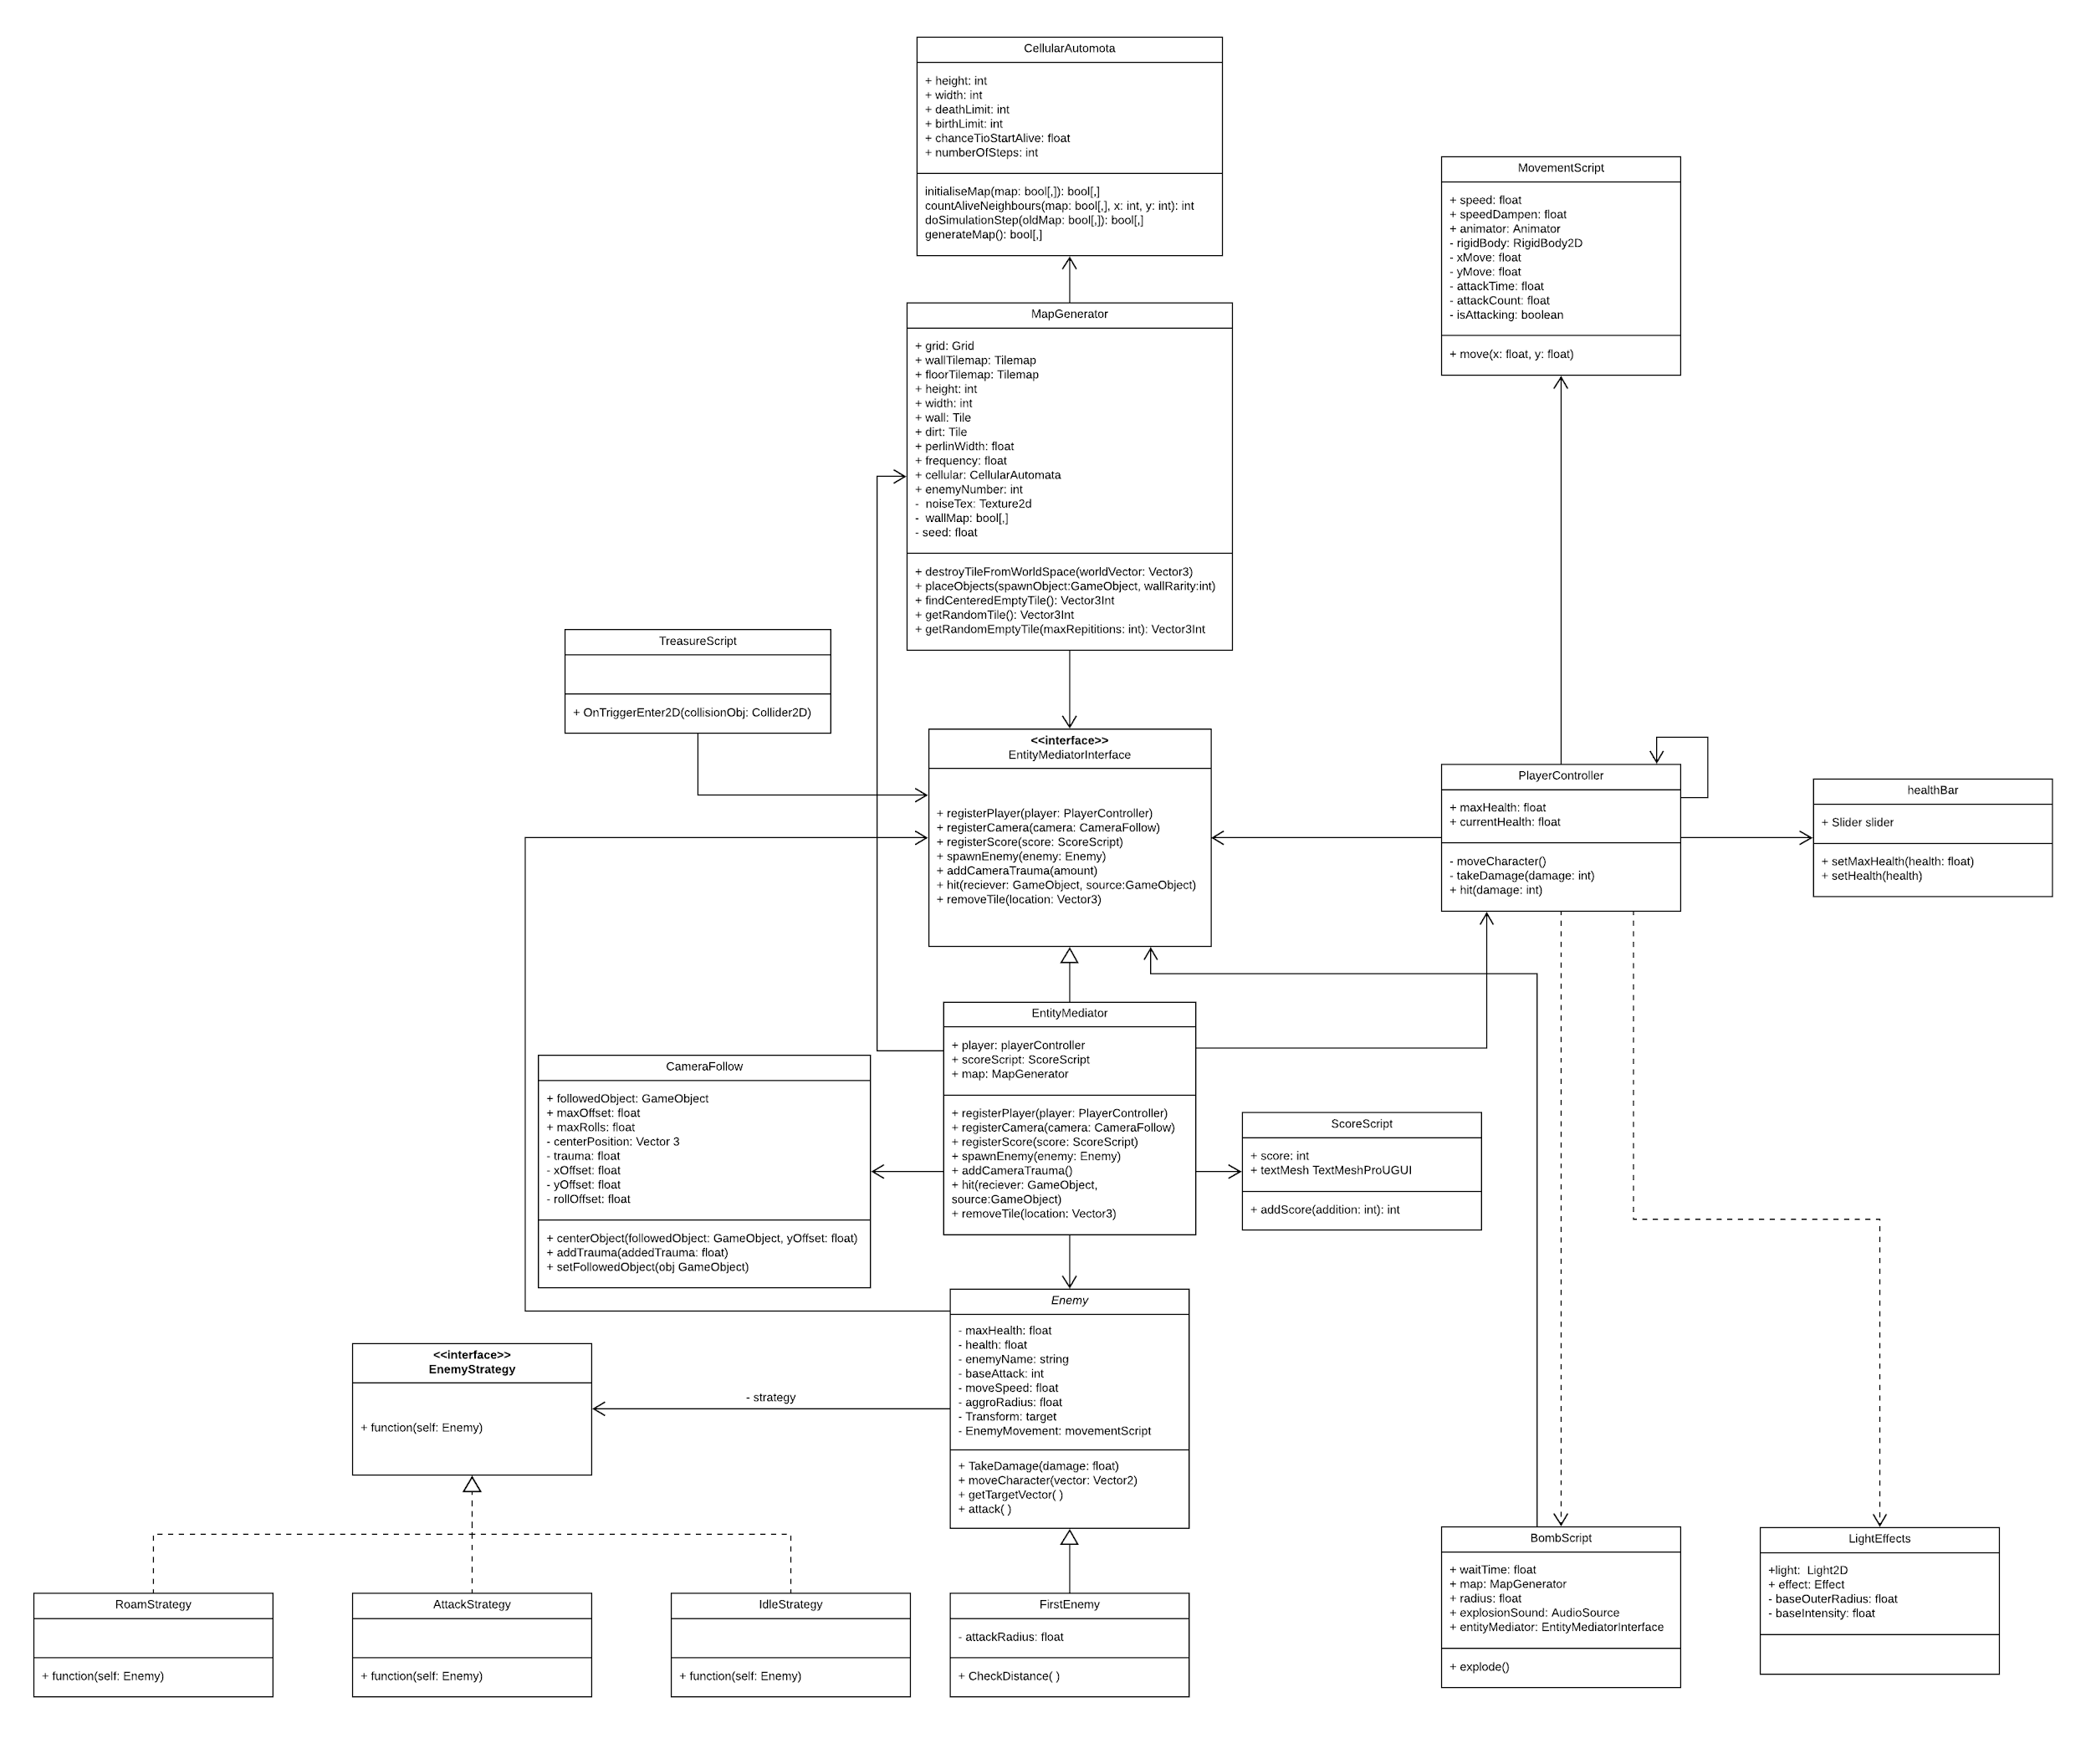 CellularAutomota
+ height: int
+ width: int
+ deathLimit: int
+ birthLimit: int
+ chanceTioStartAlive: float
+ numberOfSteps: int
initialiseMap(map: bool[,]): bool[,]
countAliveNeighbours(map: bool[,], x: int, y: int): int
doSimulationStep(oldMap: bool[,]): bool[,]
generateMap(): bool[,]
MovementScript
+ speed: float
+ speedDampen: float
+ animator: Animator
- rigidBody: RigidBody2D
- xMove: float
- yMove: float
- attackTime: float
- attackCount: float
- isAttacking: boolean
+ move(x: float, y: float)
MapGenerator
+ grid: Grid
+ wallTilemap: Tilemap
+ floorTilemap: Tilemap
+ height: int
+ width: int
+ wall: Tile
+ dirt: Tile
+ perlinWidth: float
+ frequency: float
+ cellular: CellularAutomata
+ enemyNumber: int
-  noiseTex: Texture2d
-  wallMap: bool[,]
- seed: float
+ destroyTileFromWorldSpace(worldVector: Vector3)
+ placeObjects(spawnObject:GameObject, wallRarity:int)
+ findCenteredEmptyTile(): Vector3Int
+ getRandomTile(): Vector3Int
+ getRandomEmptyTile(maxRepititions: int): Vector3Int
TreasureScript
+ OnTriggerEnter2D(collisionObj: Collider2D)
<<interface>>
EntityMediatorInterface
+ registerPlayer(player: PlayerController)
+ registerCamera(camera: CameraFollow)
+ registerScore(score: ScoreScript)
+ spawnEnemy(enemy: Enemy)
+ addCameraTrauma(amount)
+ hit(reciever: GameObject, source:GameObject)
+ removeTile(location: Vector3)
PlayerController
+ maxHealth: float
+ currentHealth: float
- moveCharacter()
- takeDamage(damage: int)
+ hit(damage: int)
healthBar
+ Slider slider
+ setMaxHealth(health: float)
+ setHealth(health)
EntityMediator
+ player: playerController
+ scoreScript: ScoreScript
+ map: MapGenerator
+ registerPlayer(player: PlayerController)
+ registerCamera(camera: CameraFollow)
+ registerScore(score: ScoreScript)
+ spawnEnemy(enemy: Enemy)
+ addCameraTrauma()
+ hit(reciever: GameObject,
source:GameObject)
+ removeTile(location: Vector3)
CameraFollow
+ followedObject: GameObject
+ maxOffset: float
+ maxRolls: float
- centerPosition: Vector 3
- trauma: float
- xOffset: float
- yOffset: float
- rollOffset: float
+ centerObject(followedObject: GameObject, yOffset: float)
+ addTrauma(addedTrauma: float)
+ setFollowedObject(obj GameObject)
ScoreScript
+ score: int
+ textMesh TextMeshProUGUI
+ addScore(addition: int): int
Enemy
- maxHealth: float
- health: float
- enemyName: string
- baseAttack: int
- moveSpeed: float
- aggroRadius: float
- Transform: target
- EnemyMovement: movementScript
+ TakeDamage(damage: float)
+ moveCharacter(vector: Vector2)
+ getTargetVector( )
+ attack( )
<<interface>>
EnemyStrategy
+ function(self: Enemy)
- strategy
RoamStrategy
+ function(self: Enemy)
AttackStrategy
+ function(self: Enemy)
IdleStrategy
+ function(self: Enemy)
FirstEnemy
- attackRadius: float
+ CheckDistance( )
BombScript
+ waitTime: float
+ map: MapGenerator
+ radius: float
+ explosionSound: AudioSource
+ entityMediator: EntityMediatorInterface
+ explode()
LightEffects
+light:  Light2D
+ effect: Effect
- baseOuterRadius: float
- baseIntensity: float